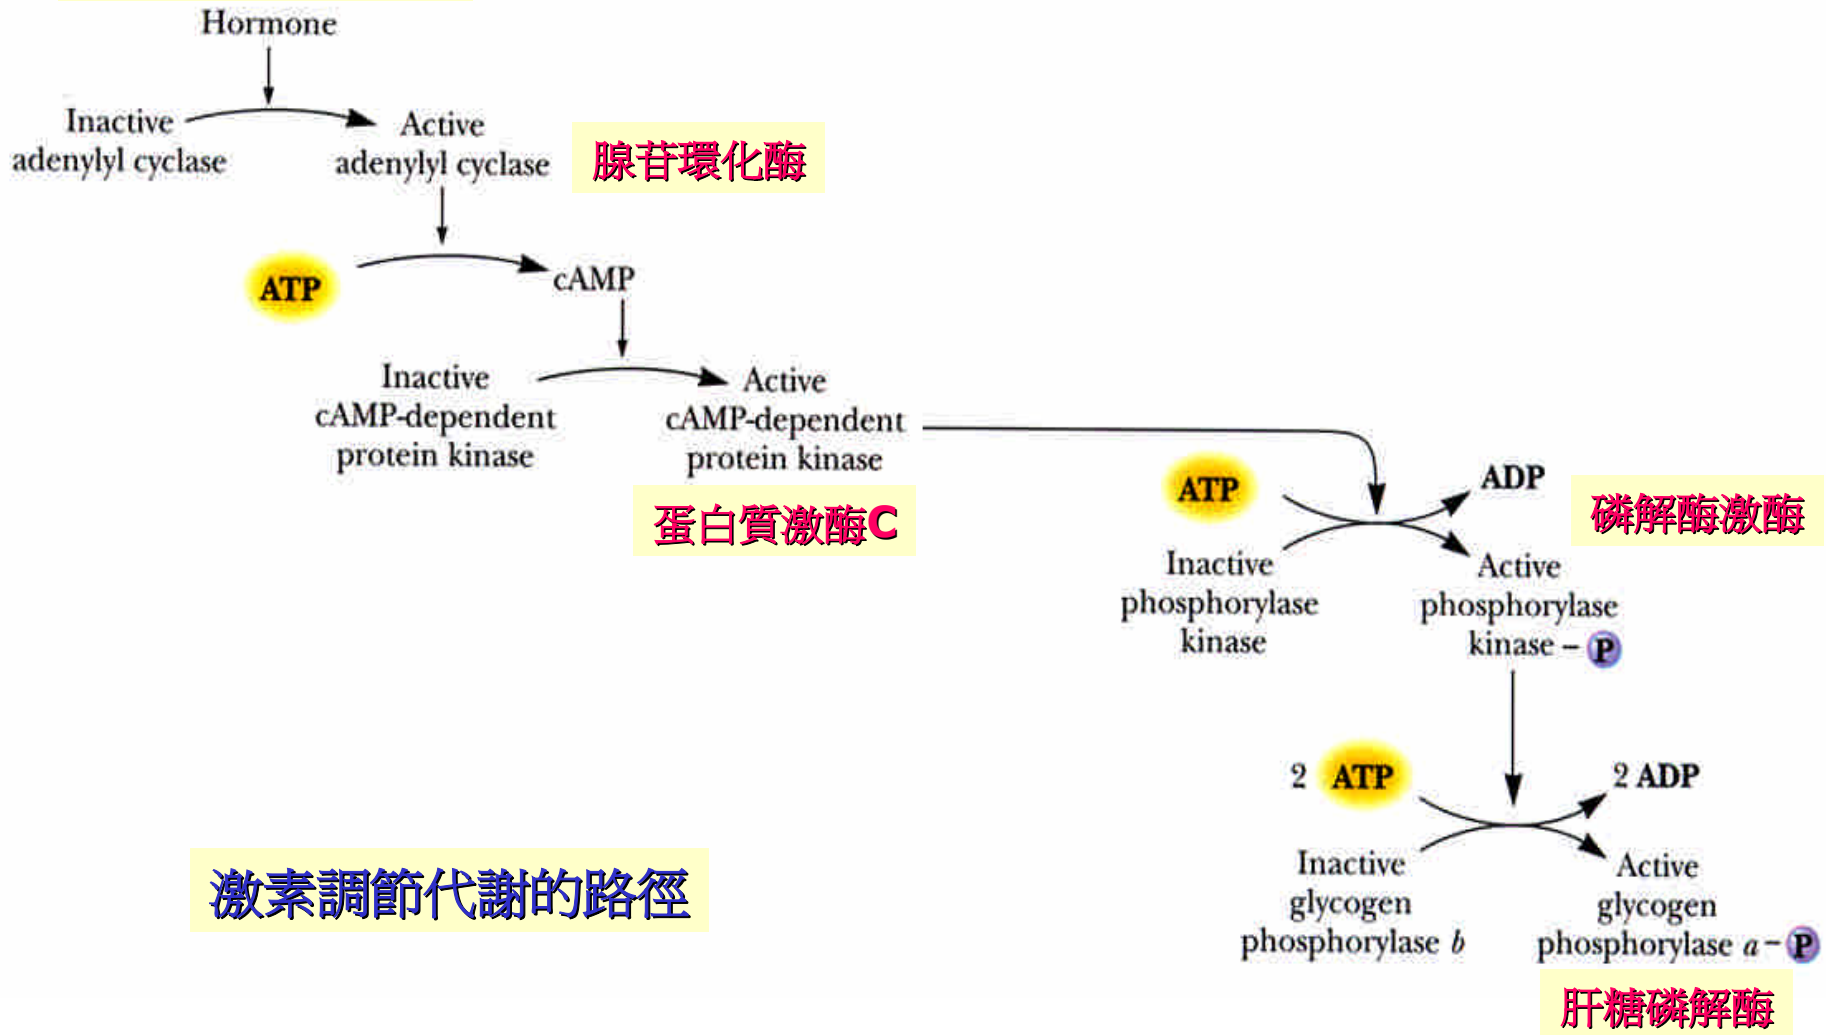 Hormone
Inactive
adenylyl cyclase
Active
adenylyl cyclase
腺苷環化酶
ATP
cAMP
Inactive
cAMP-dependent
protein kinase
Active
cAMP-dependent
protein kinase
蛋白質激酶C
ATP
ADP
磷解酶激酶
Inactive
phosphorylase
kinase
Active
phosphorylase
kinase – P
2 ATP
2 ADP
Inactive
glycogen
phosphorylase b
Active
glycogen
phosphorylase a – P
肝糖磷解酶
激素調節代謝的路徑